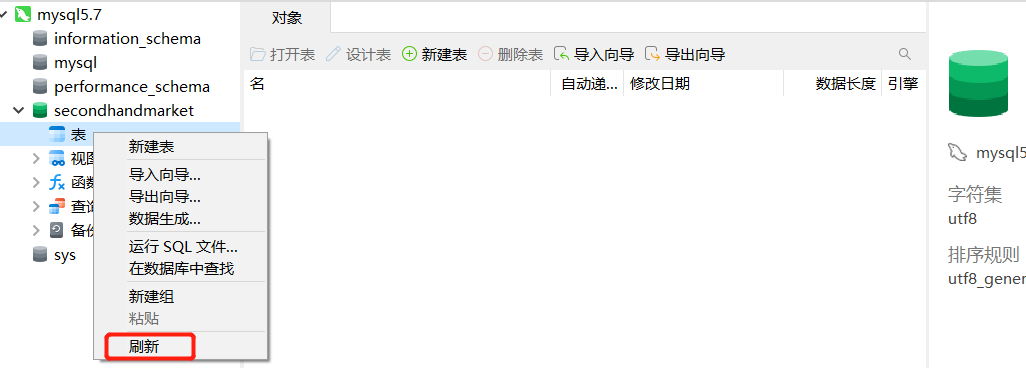 mysql5.7
information_schema
mysql
performance_schema
secondhandmarket
表
视图
函数
查询
备份
sys
新建表
导入向导...
导出向导...
数据生成...
运行 SQL 文件...
在数据库中查找
新建组
粘贴
刷新
对象
打开表 设计表 新建表 删除表 导入向导 导出向导
名 自动递... 修改日期 数据长度 引擎
mysql5
字符集
utf8
排序规则
utf8_gener